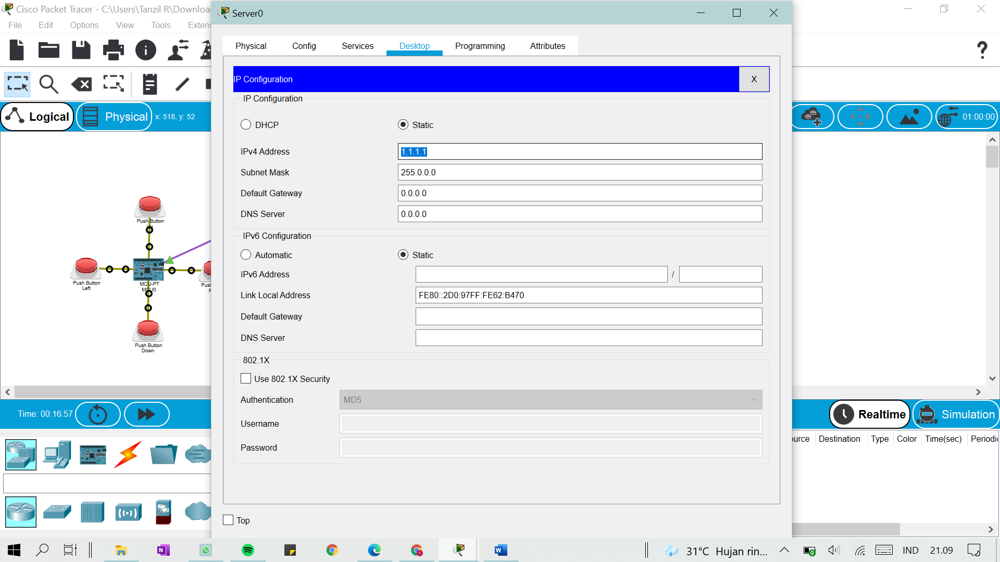 Cisco Packet Tracer - C:\Users\Tanzil R\Downloa
File Edit Options View Tools Exten
Server0
Physical Config Services Desktop Programming Attributes
Logical
Physical
x: 518, y: 52
01:00:00
IP Configuration
X
IP Configuration
DHCP
Static
IPv4 Address
1.1.1.1
Subnet Mask
255.0.0.0
Default Gateway
0.0.0.0
DNS Server
0.0.0.0
IPv6 Configuration
Automatic
Static
IPv6 Address
/
Link Local Address
FE80::2D0:97FF:FE62:B470
Default Gateway
DNS Server
802.1X
Use 802.1X Security
Authentication
MD5
Username
Password
Top
Push Button
Push Button
Left
MCU-PT
MCU0
Push Button
Down
Time: 00:16:57
Realtime
Simulation
ource Destination Type Color Time(sec) Periodi
31°C Hujan rin...
IND
21.09